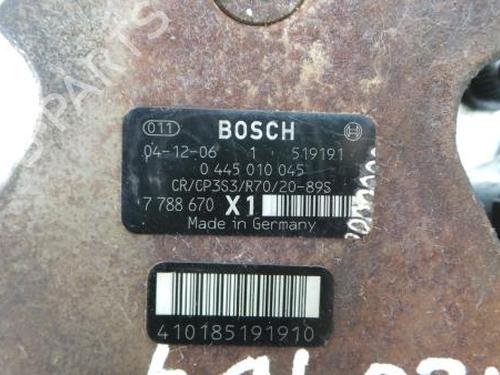 011 BOSCH
04-12-06 1 519191
0 445 010 045
CR/CP3S3/R70/20-89S
7 788 670 X1
Made in Germany
410185191910